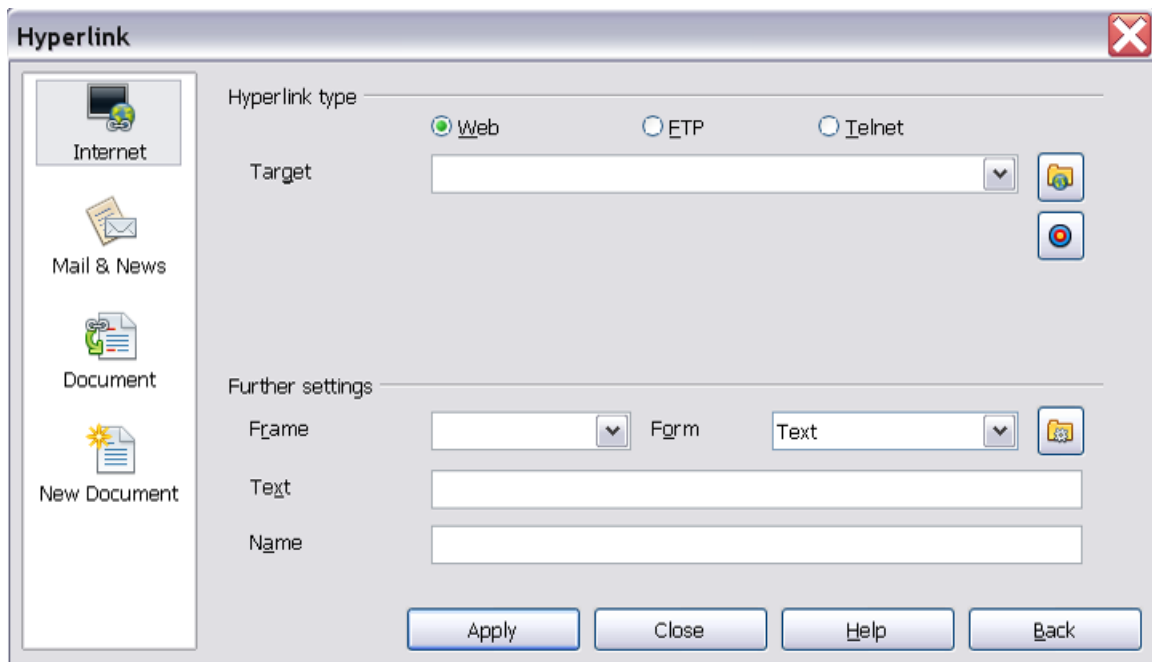 Hyperlink
Internet
Mail & News
Document
New Document
Hyperlink type
Web FTP Telnet
Target
Further settings
Frame Form Text
Text
Name
Apply Close Help Back